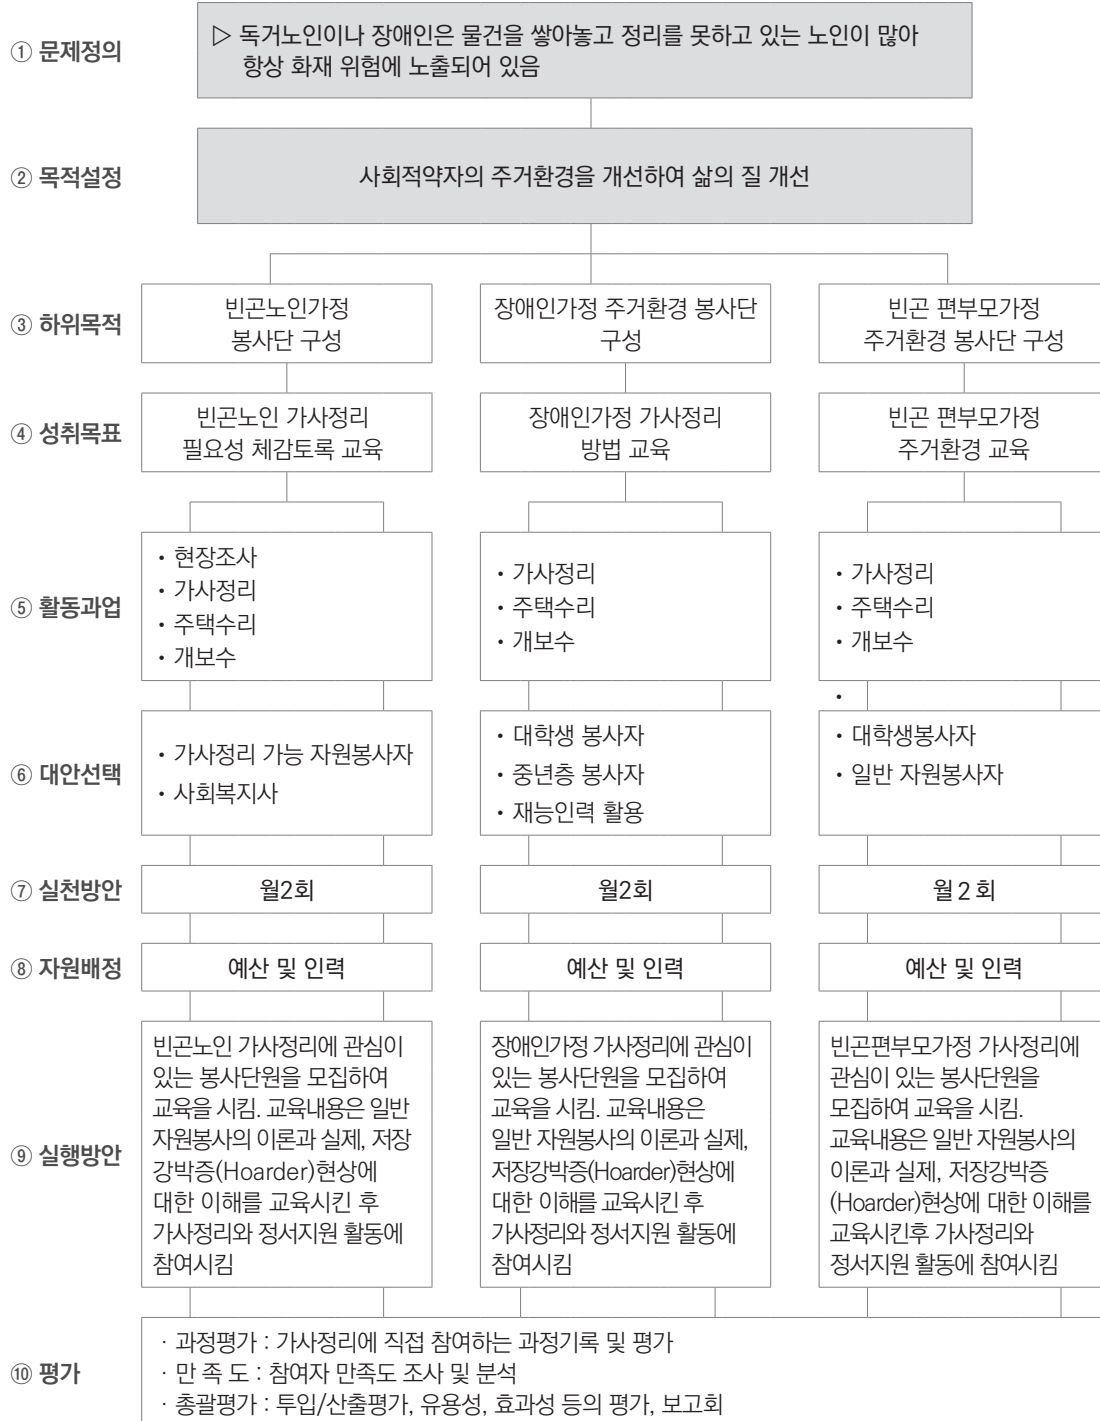 ① 문제정의
▷ 독거노인이나 장애인은 물건을 쌓아놓고 정리를 못하고 있는 노인이 많아
항상 화재 위험에 노출되어 있음
② 목적설정
사회적약자의 주거환경을 개선하여 삶의 질 개선
③ 하위목적
빈곤노인가정
봉사단 구성
장애인가정 주거환경 봉사단
구성
빈곤 편부모가정
주거환경 봉사단 구성
④ 성취목표
빈곤노인 가사정리
필요성 체감토록 교육
장애인가정 가사정리
방법 교육
빈곤 편부모가정
주거환경 교육
⑤ 활동과업
• 현장조사
• 가사정리
• 주택수리
• 개보수
• 가사정리
• 주택수리
• 개보수
• 가사정리
• 주택수리
• 개보수
•
⑥ 대안선택
• 가사정리 가능 자원봉사자
• 사회복지사
• 대학생 봉사자
• 중년층 봉사자
• 재능인력 활용
• 대학생봉사자
• 일반 자원봉사자
⑦ 실천방안
월2회
월2회
월 2 회
⑧ 자원배정
예산 및 인력
예산 및 인력
예산 및 인력
⑨ 실행방안
빈곤노인 가사정리에 관심이
있는 봉사단원을 모집하여
교육을 시킴. 교육내용은 일반
자원봉사의 이론과 실제, 저장
강박증(Hoarder)현상에
대한 이해를 교육시킨 후
가사정리와 정서지원 활동에
참여시킴
장애인가정 가사정리에 관심이
있는 봉사단원을 모집하여
교육을 시킴. 교육내용은
일반 자원봉사의 이론과 실제,
저장강박증(Hoarder)현상에
대한 이해를 교육시킨 후
가사정리와 정서지원 활동에
참여시킴
빈곤편부모가정 가사정리에
관심이 있는 봉사단원을
모집하여 교육을 시킴.
교육내용은 일반 자원봉사의
이론과 실제, 저장강박증
(Hoarder)현상에 대한 이해를
교육시킨후 가사정리와
정서지원 활동에 참여시킴
⑩ 평가
· 과정평가 : 가사정리에 직접 참여하는 과정기록 및 평가
· 만 족 도 : 참여자 만족도 조사 및 분석
· 총괄평가 : 투입/산출평가, 유용성, 효과성 등의 평가, 보고회